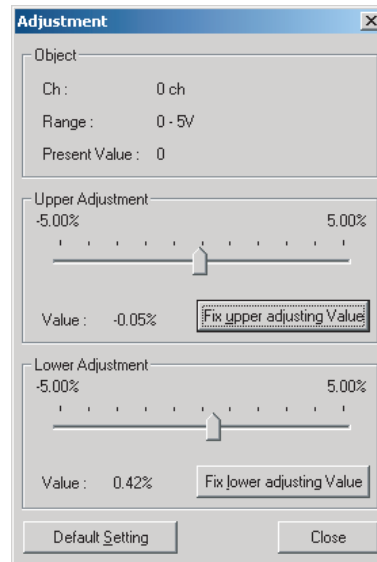 Adjustment
Object
Ch : 0 ch
Range : 0 - 5V
Present Value : 0
Upper Adjustment
-5.00% 5.00%
Value : -0.05% Fix upper adjusting Value
Lower Adjustment
-5.00% 5.00%
Value : 0.42% Fix lower adjusting Value
Default Setting Close